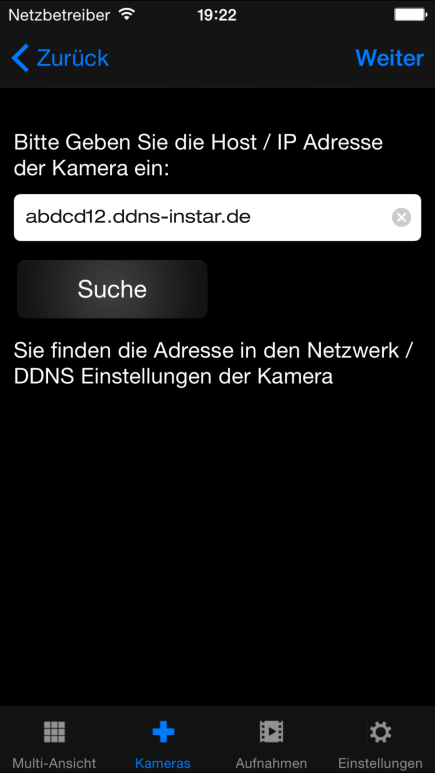 Netzbetreiber 19:22
Zurück Weiter
Bitte Geben Sie die Host / IP Adresse
der Kamera ein:
abdcd12.ddns-instar.de
Suche
Sie finden die Adresse in den Netzwerk /
DDNS Einstellungen der Kamera
Multi-Ansicht Kameras Aufnahmen Einstellungen